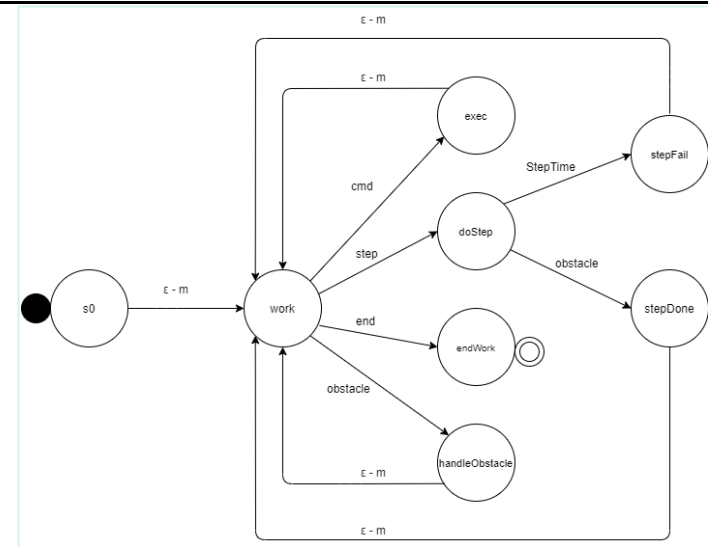 ε - m
ε - m
exec
stepFail
StepTime
cmd
doStep
step
obstacle
ε - m
s0
work
stepDone
end
endWork
obstacle
handleObstacle
ε - m
ε - m